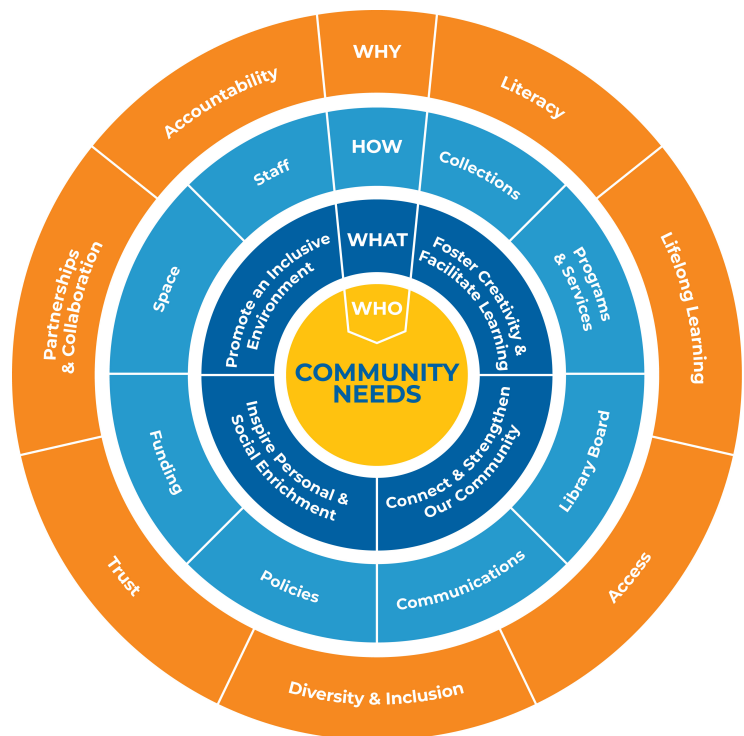 WHY
Literacy
Lifelong Learning
Access
Diversity & Inclusion
Trust
Partnerships
& Collaboration
Accountability
HOW
Collections
Programs
& Services
Library Board
Communications
Policies
Funding
Space
Staff
WHAT
Foster Creativity &
Facilitate Learning
Connect & Strengthen
Our Community
Inspire Personal &
Social Enrichment
Promote an Inclusive
Environment
WHO
COMMUNITY
NEEDS